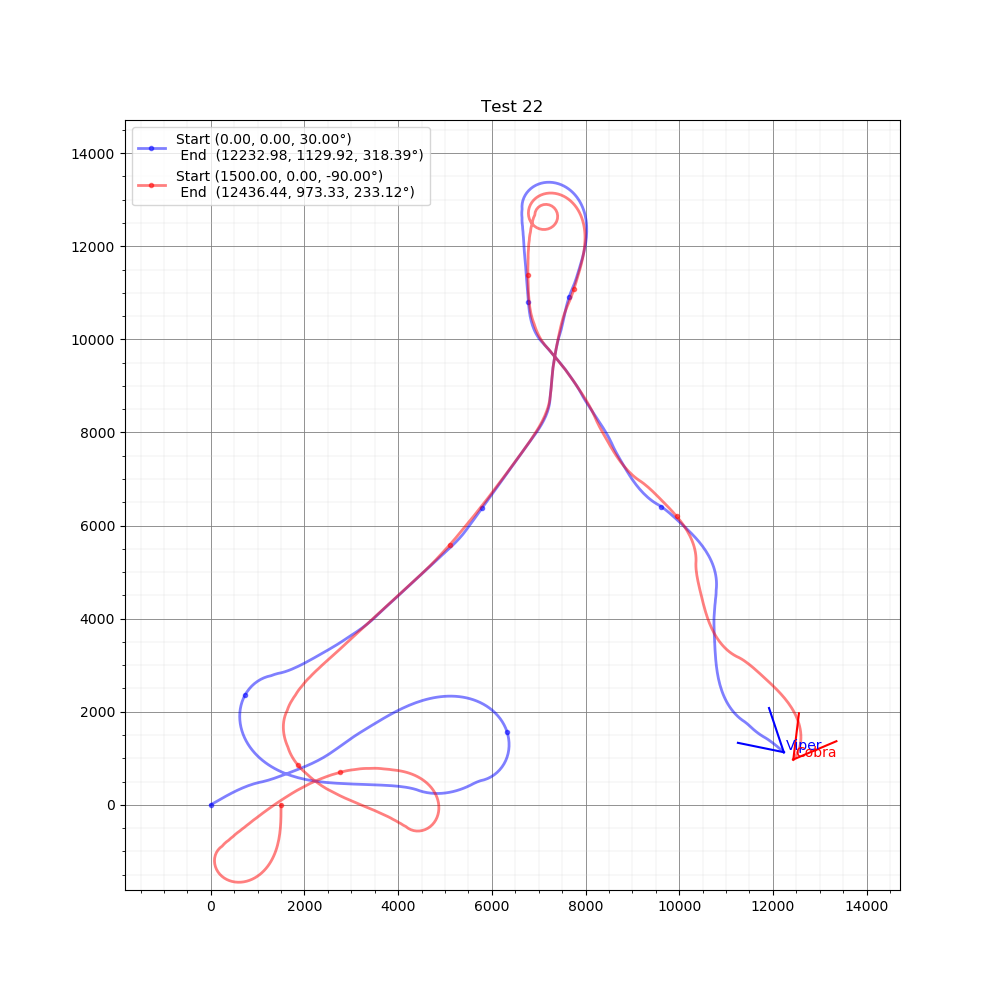 Test 22
Start (0.00, 0.00, 30.00°)
End (12232.98, 1129.92, 318.39°)
Start (1500.00, 0.00, -90.00°)
End (12436.44, 973.33, 233.12°)
14000
12000
10000
8000
6000
4000
2000
0
Viper
Cobra
0 2000 4000 6000 8000 10000 12000 14000